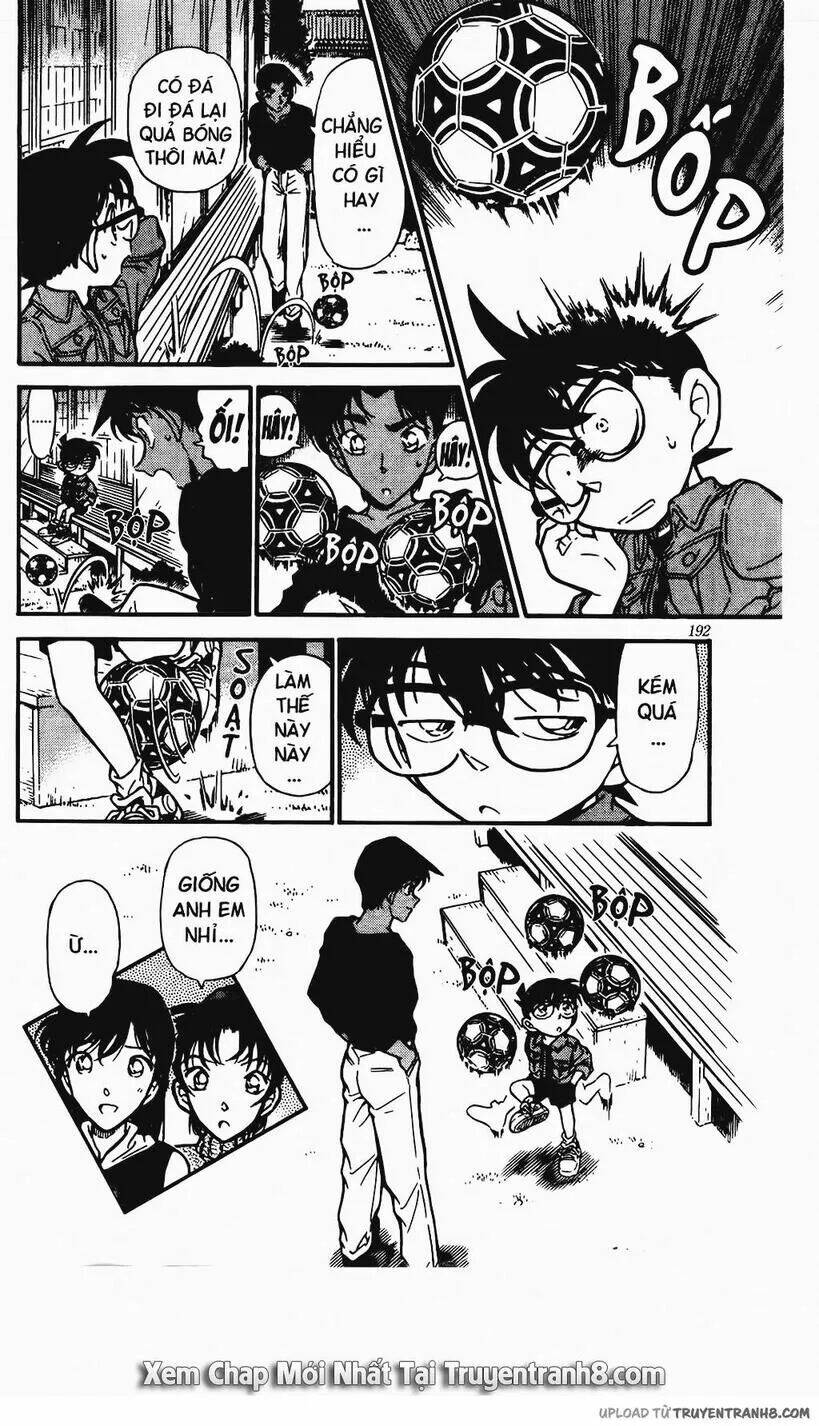 CÓ ĐÁ
ĐI ĐÁ LẠI
QUẢ BÓNG
THÔI MÀ!
CHẲNG
HIỂU
CÓ GÌ
HAY
...
BỘP
BỘP
BỐP
......
ỐI!
BỘP
HÂY!
HÂY!
BỘP
BỘP
192
SOẠT
LÀM
THẾ
NÀY
NÀY
...
KÉM
QUÁ
...
Ừ...
GIỐNG
ANH EM
NHỈ...
BỘP
BỘP
Xem Chap Mới Nhất Tại Truyentranh8.com
UPLOAD TỪ TRUYENTRANH8.COM